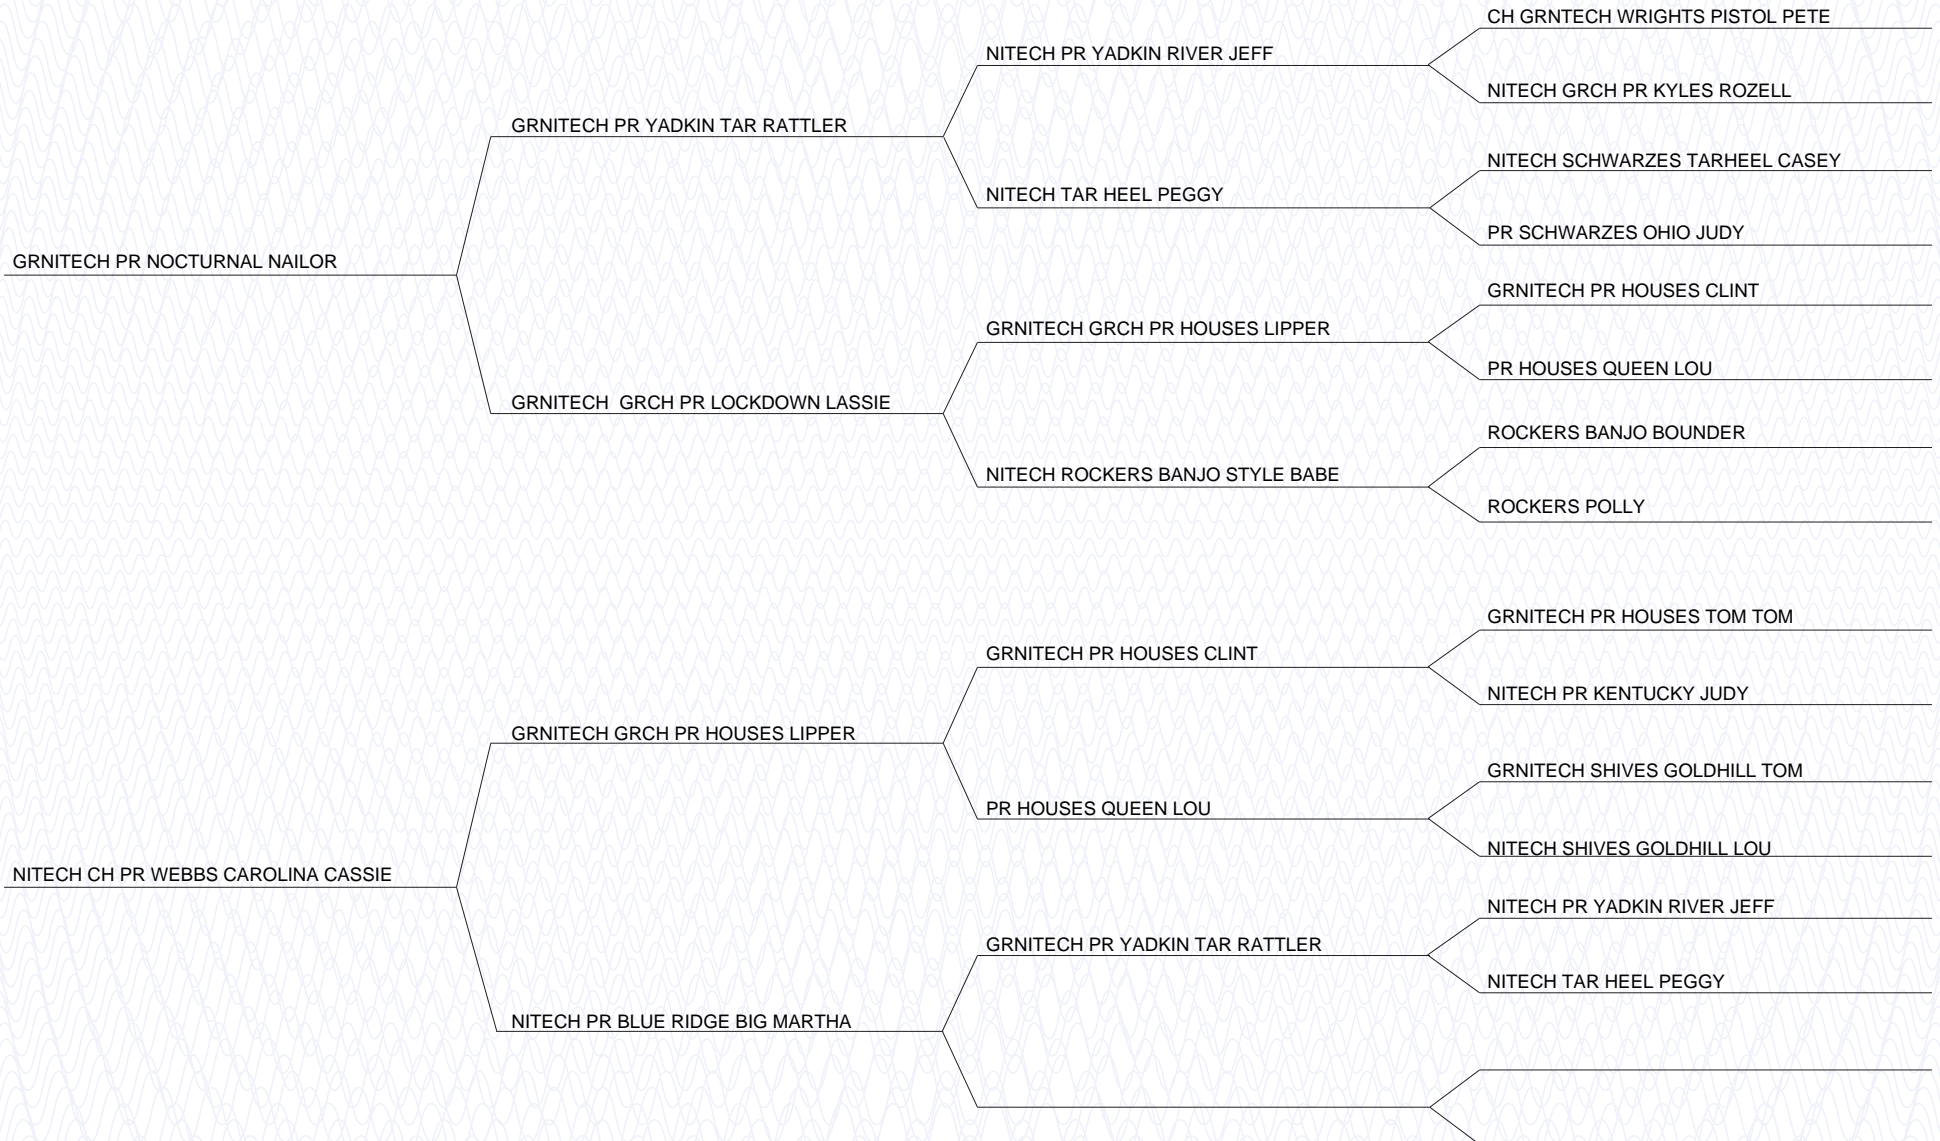 CH GRNTECH WRIGHTS PISTOL PETE
NITECH PR YADKIN RIVER JEFF
NITECH GRCH PR KYLES ROZELL
GRNITECH PR YADKIN TAR RATTLER
NITECH SCHWARZES TARHEEL CASEY
NITECH TAR HEEL PEGGY
PR SCHWARZES OHIO JUDY
GRNITECH PR NOCTURNAL NAILOR
GRNITECH PR HOUSES CLINT
GRNITECH GRCH PR HOUSES LIPPER
PR HOUSES QUEEN LOU
GRNITECH  GRCH PR LOCKDOWN LASSIE
ROCKERS BANJO BOUNDER
NITECH ROCKERS BANJO STYLE BABE
ROCKERS POLLY
GRNITECH PR HOUSES TOM TOM
GRNITECH PR HOUSES CLINT
NITECH PR KENTUCKY JUDY
GRNITECH GRCH PR HOUSES LIPPER
GRNITECH SHIVES GOLDHILL TOM
PR HOUSES QUEEN LOU
NITECH SHIVES GOLDHILL LOU
NITECH CH PR WEBBS CAROLINA CASSIE
NITECH PR YADKIN RIVER JEFF
GRNITECH PR YADKIN TAR RATTLER
NITECH TAR HEEL PEGGY
NITECH PR BLUE RIDGE BIG MARTHA